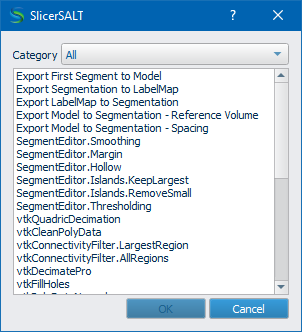 SlicerSALT
?
Category All
Export First Segment to Model
Export Segmentation to LabelMap
Export LabelMap to Segmentation
Export Model to Segmentation - Reference Volume
Export Model to Segmentation - Spacing
SegmentEditor.Smoothing
SegmentEditor.Margin
SegmentEditor.Hollow
SegmentEditor.Islands.KeepLargest
SegmentEditor.Islands.RemoveSmall
SegmentEditor.Thresholding
vtkQuadricDecimation
vtkCleanPolyData
vtkConnectivityFilter.LargestRegion
vtkConnectivityFilter.AllRegions
vtkDecimatePro
vtkFillHoles
OK Cancel